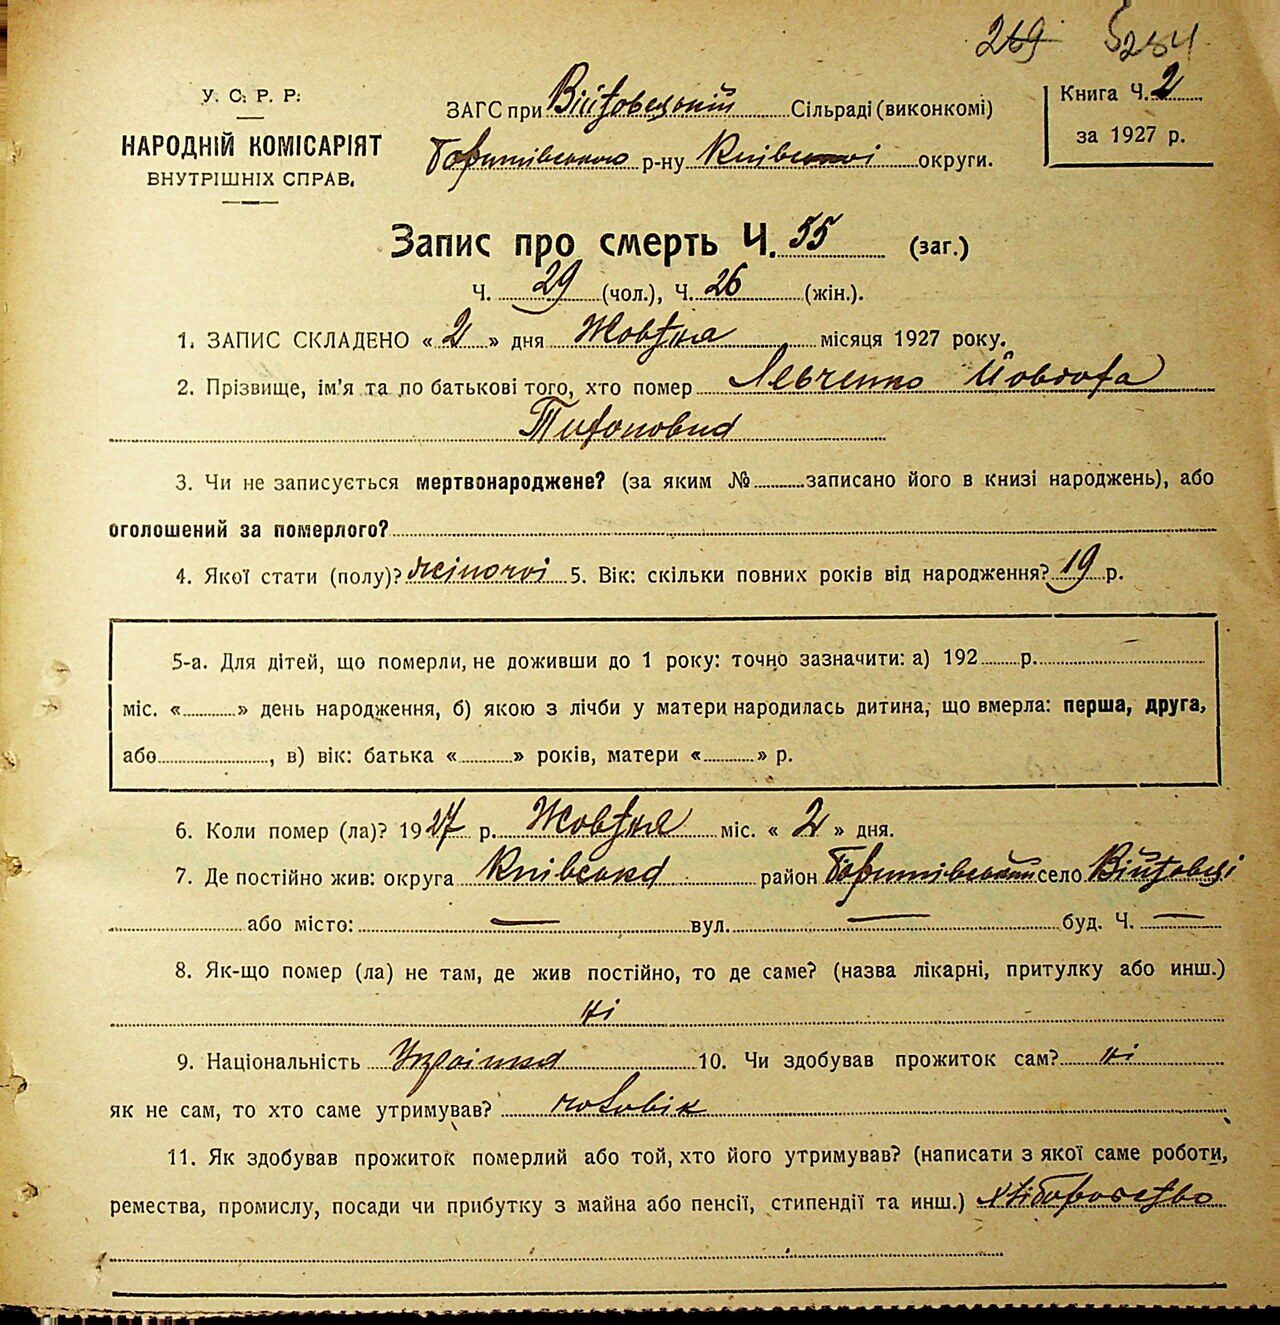 269 5284
У. С. Р. Р.
НАРОДНІЙ КОМІСАРІЯТ
ВНУТРІШНІХ СПРАВ.
ЗАГС при Війтовецькій Сільраді (виконкомі)
р-ну Київської округи.
Книга Ч. 2
за 1927 р.
Запис про смерть Ч. 55 (заг.)
Ч. 29 (чол.), Ч. 26 (жін.).
1. ЗАПИС СКЛАДЕНО « 2 » дня Жовтня місяця 1927 року.
2. Прізвище, ім'я та по батькові того, хто помер Левченко
3. Чи не записується мертвонароджене? (за яким № записано його в книзі народжень), або
оголошений за померлого?
4. Якої стати (полу)? жіночої 5. Вік: скільки повних років від народження? 19 р.
5-а. Для дітей, що померли, не доживши до 1 року: точно зазначити: а) 192 р.
міс. « » день народження, б) якою з лічби у матери народилась дитина, що вмерла: перша, друга,
або , в) вік: батька « » років, матери « » р.
6. Коли помер (ла)? 1927 р. Жовтня міс. « 2 » дня.
7. Де постійно жив: округа Київська район село Війтовці
або місто: — вул. — буд. Ч. —
8. Як-що помер (ла) не там, де жив постійно, то де саме? (назва лікарні, притулку або инш.)
ні
9. Національність Українка 10. Чи здобував прожиток сам? ні
як не сам, то хто саме утримував? чоловік
11. Як здобував прожиток померлий або той, хто його утримував? (написати з якої саме роботи,
ремества, промислу, посади чи прибутку з майна або пенсії, стипендії та инш.) хліборобство